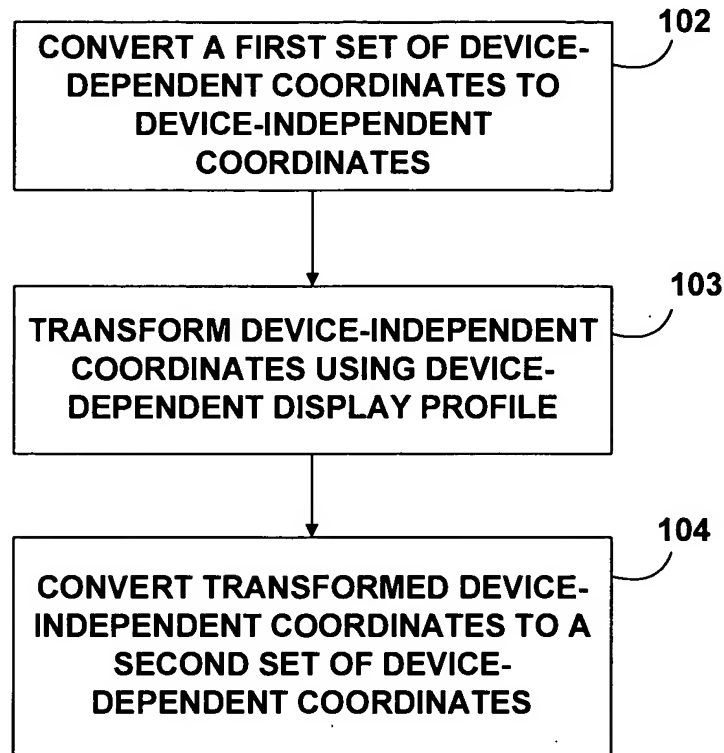 102
CONVERT A FIRST SET OF DEVICE-
DEPENDENT COORDINATES TO
DEVICE-INDEPENDENT
COORDINATES
103
TRANSFORM DEVICE-INDEPENDENT
COORDINATES USING DEVICE-
DEPENDENT DISPLAY PROFILE
104
CONVERT TRANSFORMED DEVICE-
INDEPENDENT COORDINATES TO A
SECOND SET OF DEVICE-
DEPENDENT COORDINATES